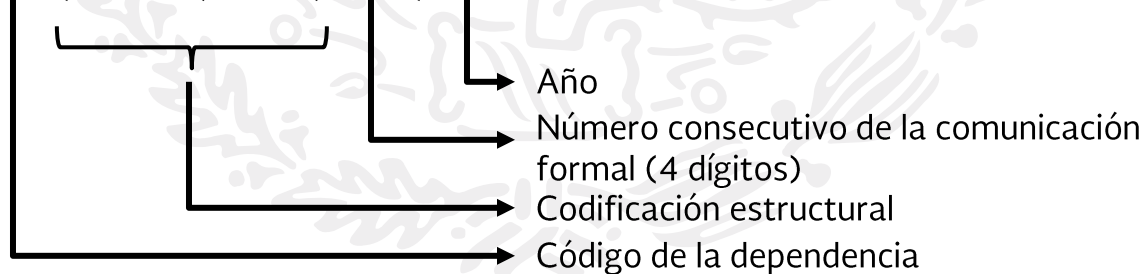 Año
Número consecutivo de la comunicación
formal (4 dígitos)
Codificación estructural
Código de la dependencia